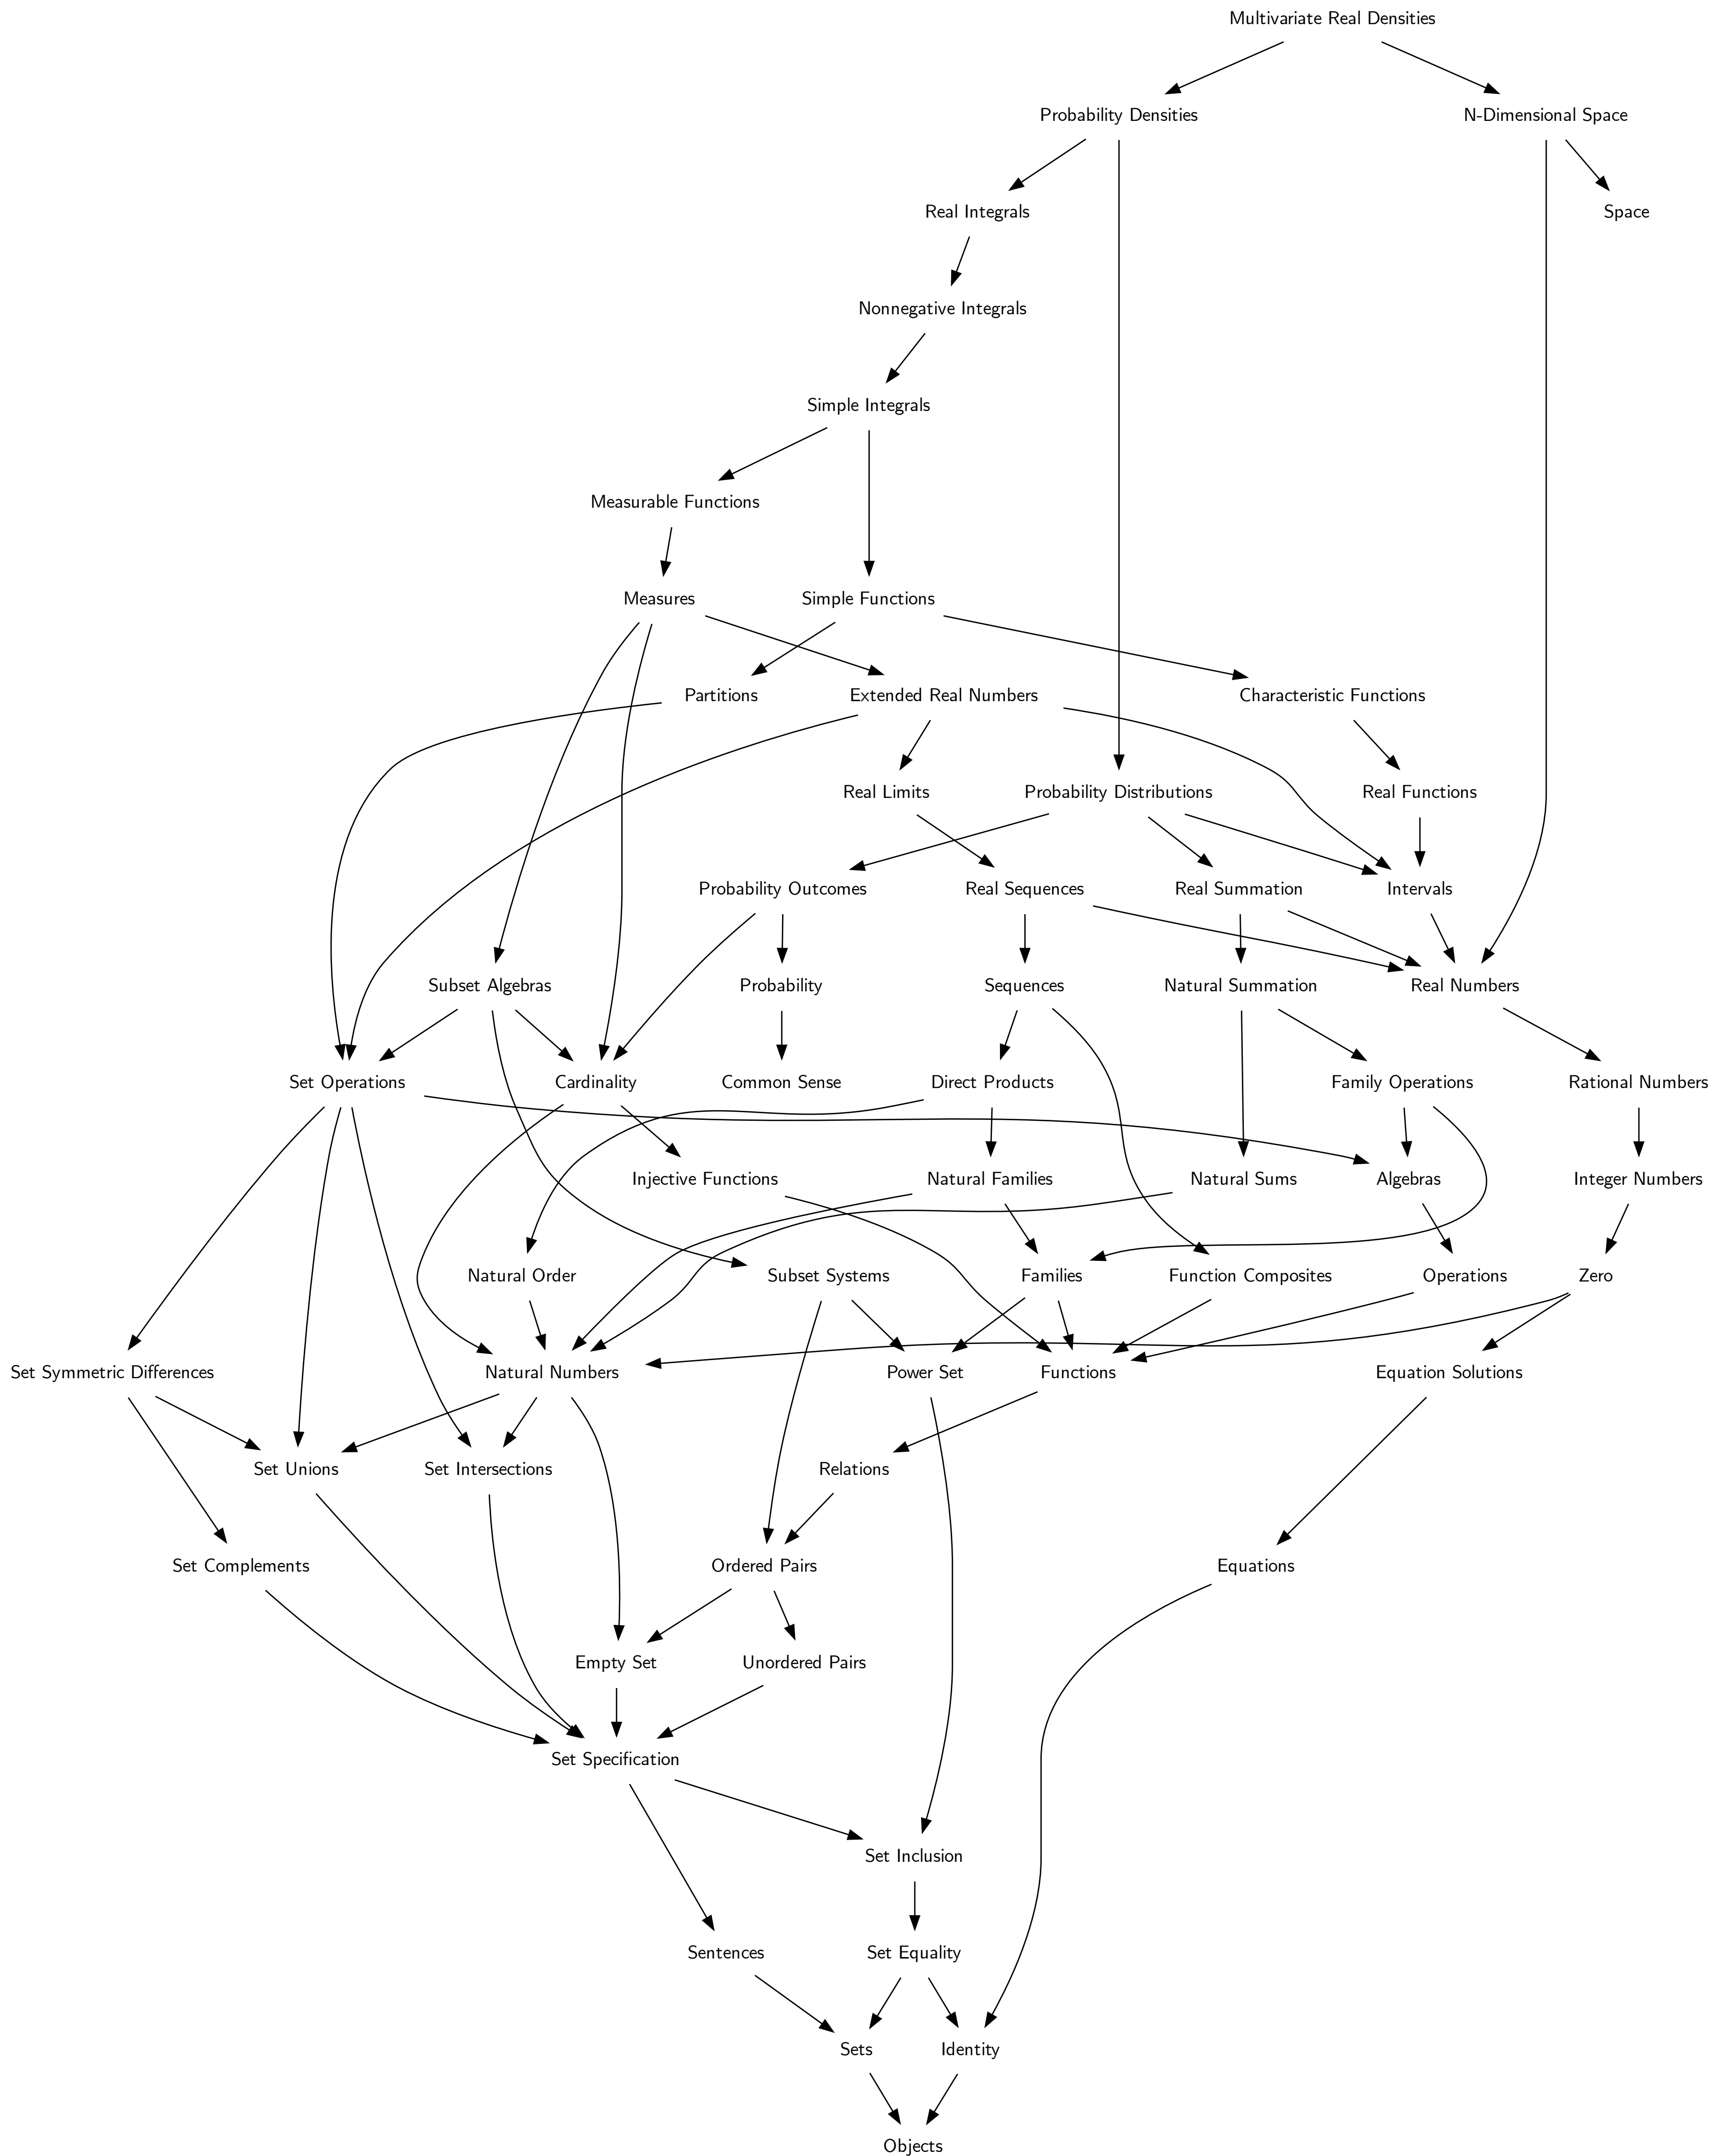 Multivariate Real Densities
Probability Densities
N-Dimensional Space
Real Integrals
Space
Nonnegative Integrals
Simple Integrals
Measurable Functions
Measures
Simple Functions
Partitions
Extended Real Numbers
Characteristic Functions
Real Limits
Probability Distributions
Real Functions
Probability Outcomes
Real Sequences
Real Summation
Intervals
Subset Algebras
Probability
Sequences
Natural Summation
Real Numbers
Set Operations
Cardinality
Common Sense
Direct Products
Family Operations
Rational Numbers
Injective Functions
Natural Families
Natural Sums
Algebras
Integer Numbers
Natural Order
Subset Systems
Families
Function Composites
Operations
Zero
Set Symmetric Differences
Natural Numbers
Power Set
Functions
Equation Solutions
Set Unions
Set Intersections
Relations
Set Complements
Ordered Pairs
Equations
Empty Set
Unordered Pairs
Set Specification
Set Inclusion
Sentences
Set Equality
Sets
Identity
Objects